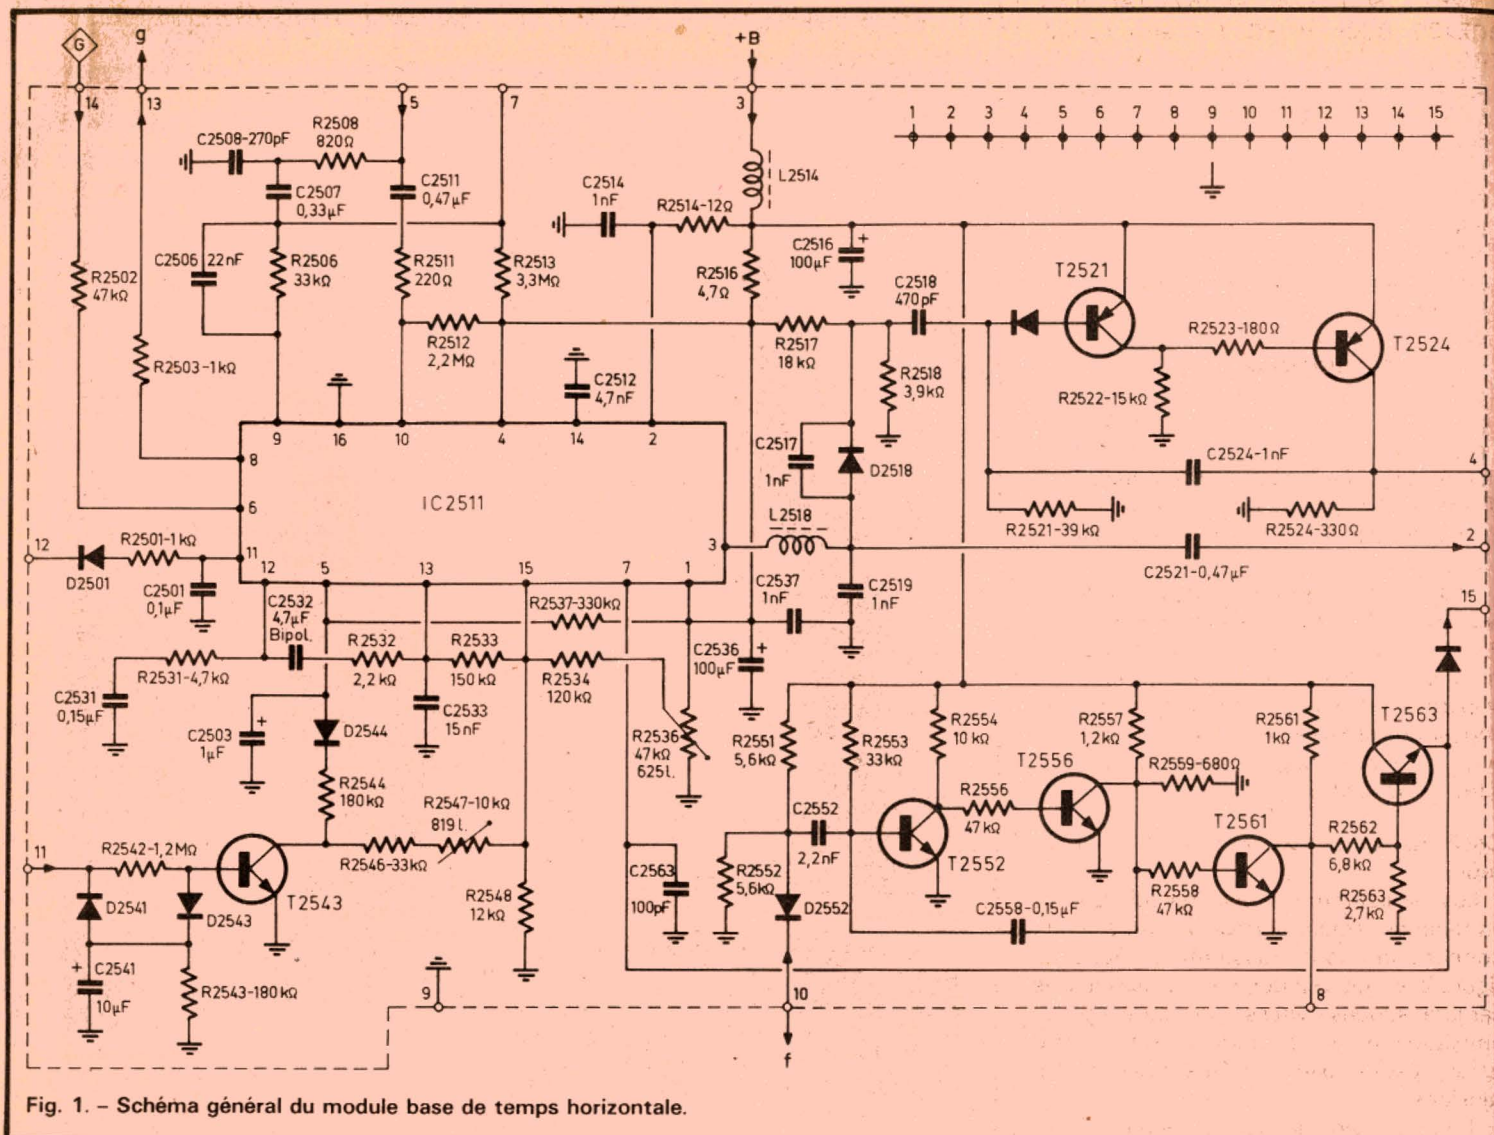 G
g
+B
14
13
5
7
3
1 2 3 4 5 6 7 8 9 10 11 12 13 14 15
C2508-270pF
R2508
820Ω
C2507
0,33µF
C2511
0,47µF
C2514
1nF
R2514-12Ω
L2514
C2506 22nF
R2506
33kΩ
R2511
220Ω
R2513
3,3MΩ
R2516
4,7Ω
C2516
+
100µF
R2502
47kΩ
R2503-1kΩ
R2512
2,2MΩ
C2512
4,7nF
R2517
18kΩ
C2518
470pF
R2518
3,9kΩ
T2521
R2523-180Ω
T2524
R2522-15kΩ
9
16
10
4
14
2
8
6
11
IC2511
3
C2517
1nF
D2518
C2524-1nF
4
R2521-39kΩ
R2524-330Ω
L2518
2
C2521-0,47µF
12
R2501-1kΩ
D2501
C2501
0,1µF
12
5
13
15
7
1
C2532
4,7µF
Bipol.
R2537-330kΩ
C2537
1nF
C2519
1nF
15
R2531-4,7kΩ
R2532
2,2kΩ
R2533
150kΩ
R2534
120kΩ
C2536
+
100µF
C2531
0,15µF
C2503
+
1µF
D2544
C2533
15nF
R2536
47kΩ
625l.
R2544
180kΩ
R2547-10kΩ
819l.
R2546-33kΩ
R2551
5,6kΩ
R2553
33kΩ
R2554
10kΩ
R2557
1,2kΩ
R2561
1kΩ
T2563
T2556
R2559-680Ω
R2556
47kΩ
C2552
2,2nF
T2552
T2561
R2562
6,8kΩ
R2558
47kΩ
R2563
2,7kΩ
11
R2542-1,2MΩ
T2543
D2541
D2543
C2541
+
10µF
R2543-180kΩ
R2548
12kΩ
C2563
100pF
R2552
5,6kΩ
D2552
C2558-0,15µF
9
10
8
f
Fig. 1. – Schéma général du module base de temps horizontale.